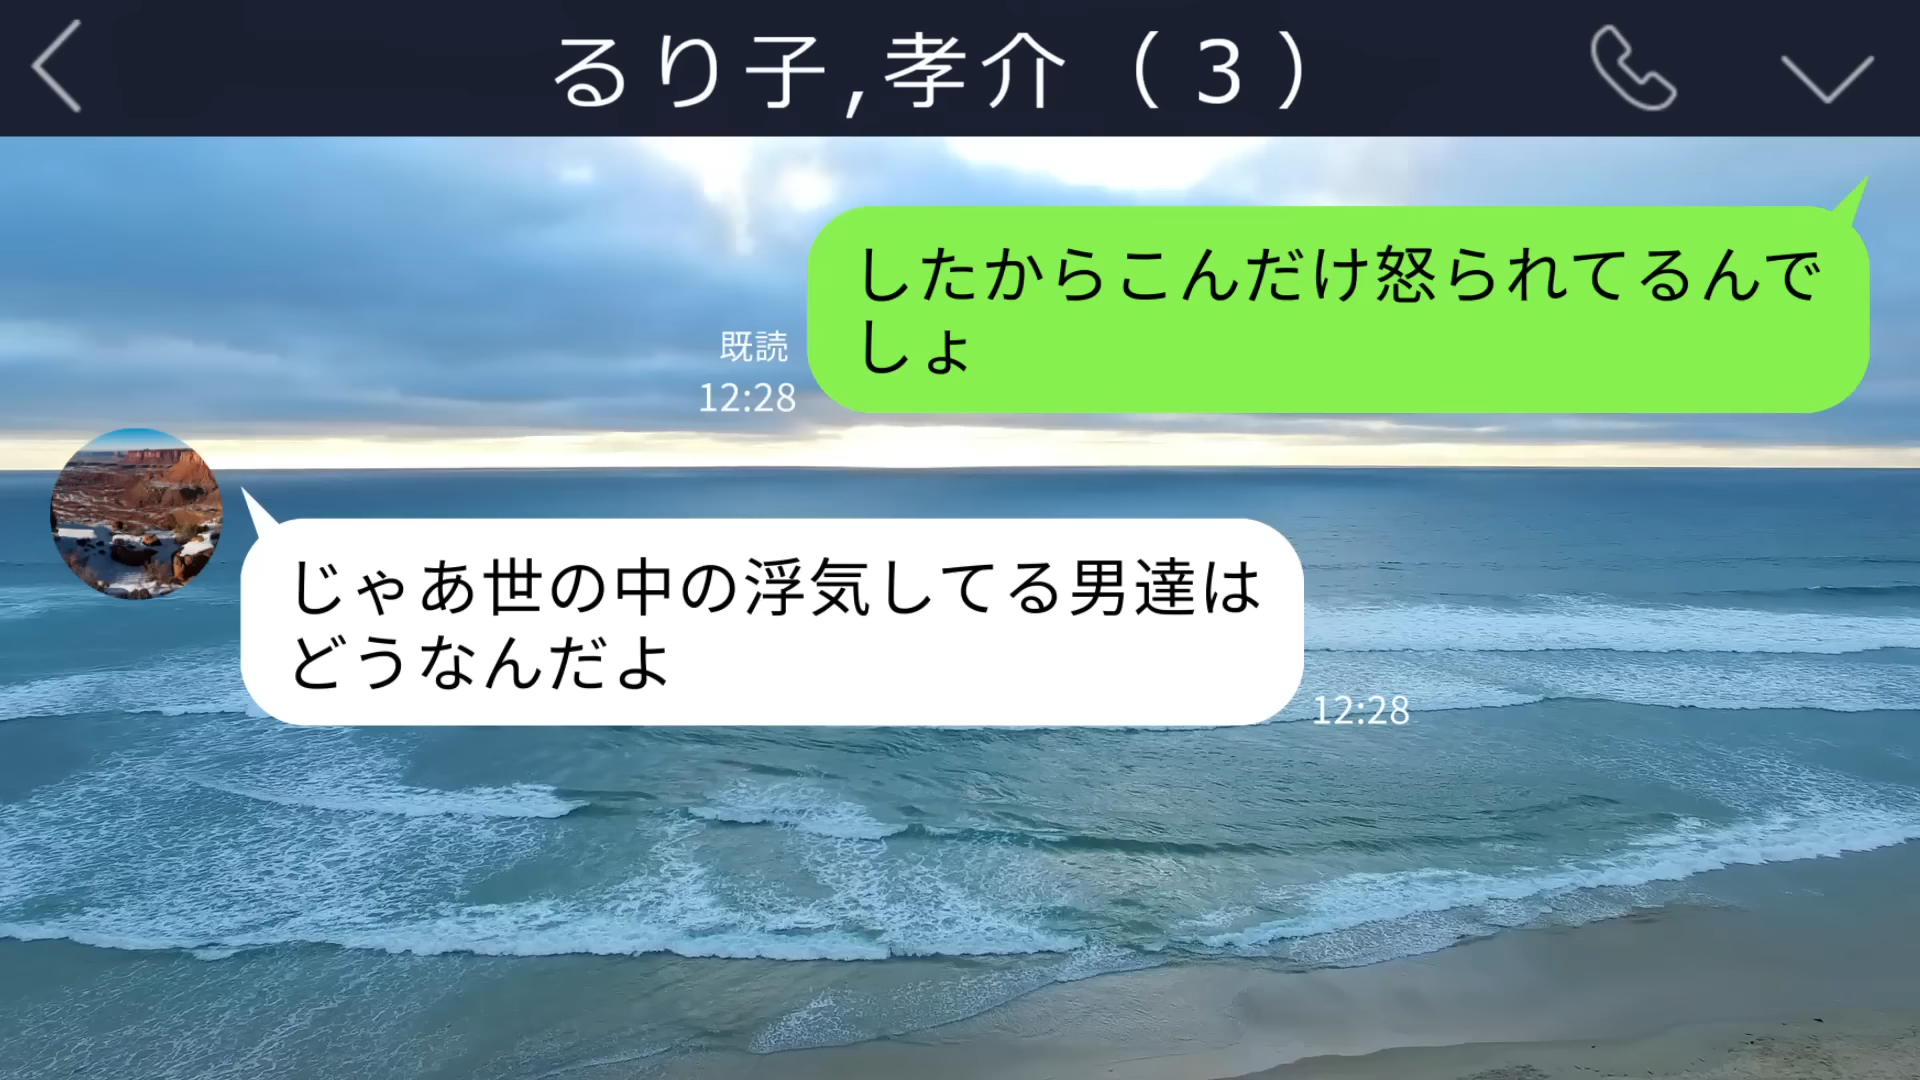 るり子,孝介（３）
したからこんだけ怒られてるんで
しょ
既読
12:28
じゃあ世の中の浮気してる男達は
どうなんだよ
12:28